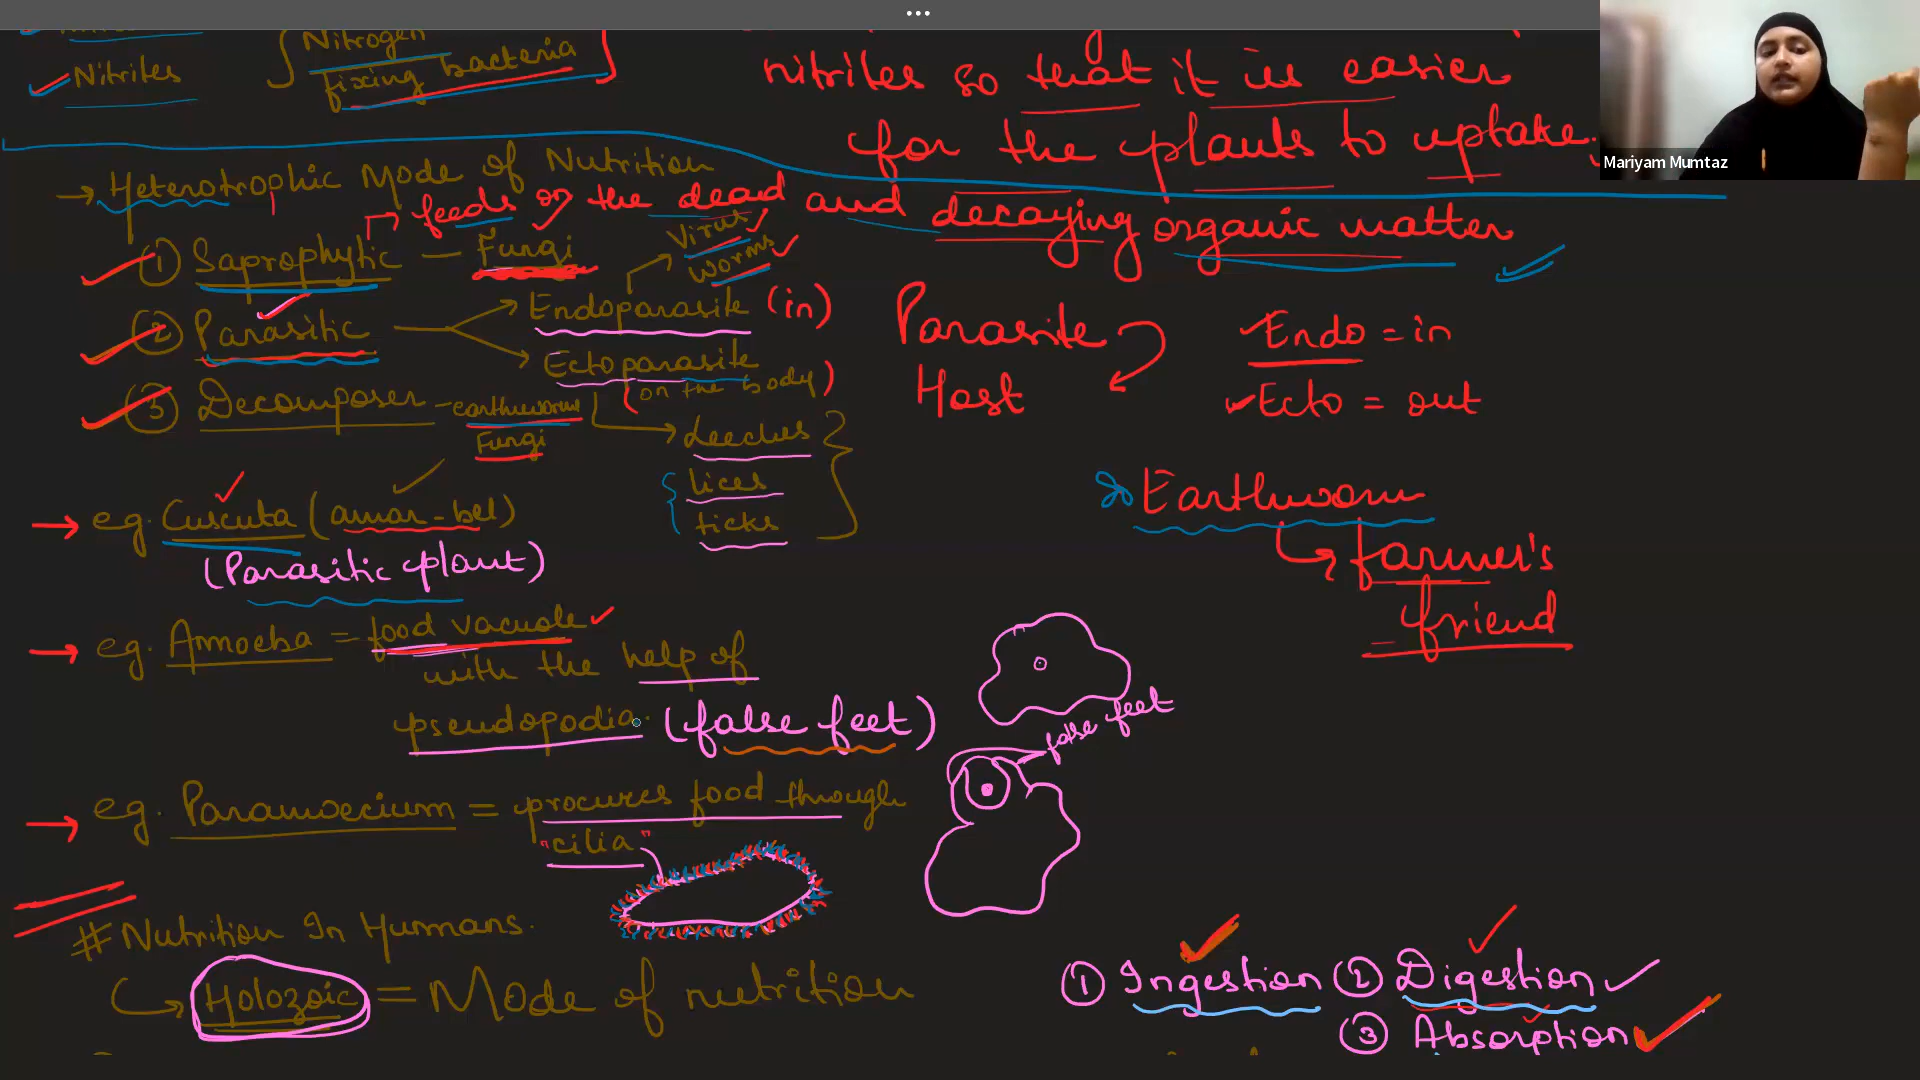 Nitrites
Nitrogen
fixing bacteria
nitrites so that it is easier
for the plants to uptake.
→ Heterotrophic Mode of Nutrition
feeds on the dead and decaying organic matter
① Saprophytic — Fungi
Virus
worms
② Parasitic
Endoparasite (in)
Ectoparasite
(on the body)
③ Decomposer - earthworms
Fungi
Leeches
lices
ticks
Parasite
Host
Endo = in
Ecto = out
Earthworm
farmer's
friend
→ eg. Cuscuta (amar-bel)
(Parasitic plant)
→ eg. Amoeba = food vacuole
with the help of
pseudopodia. (false feet)
false feet
→ eg. Paramoecium = procures food through
"cilia"
# Nutrition In Humans.
Holozoic = Mode of nutrition
① Ingestion ② Digestion
③ Absorption
Mariyam Mumtaz